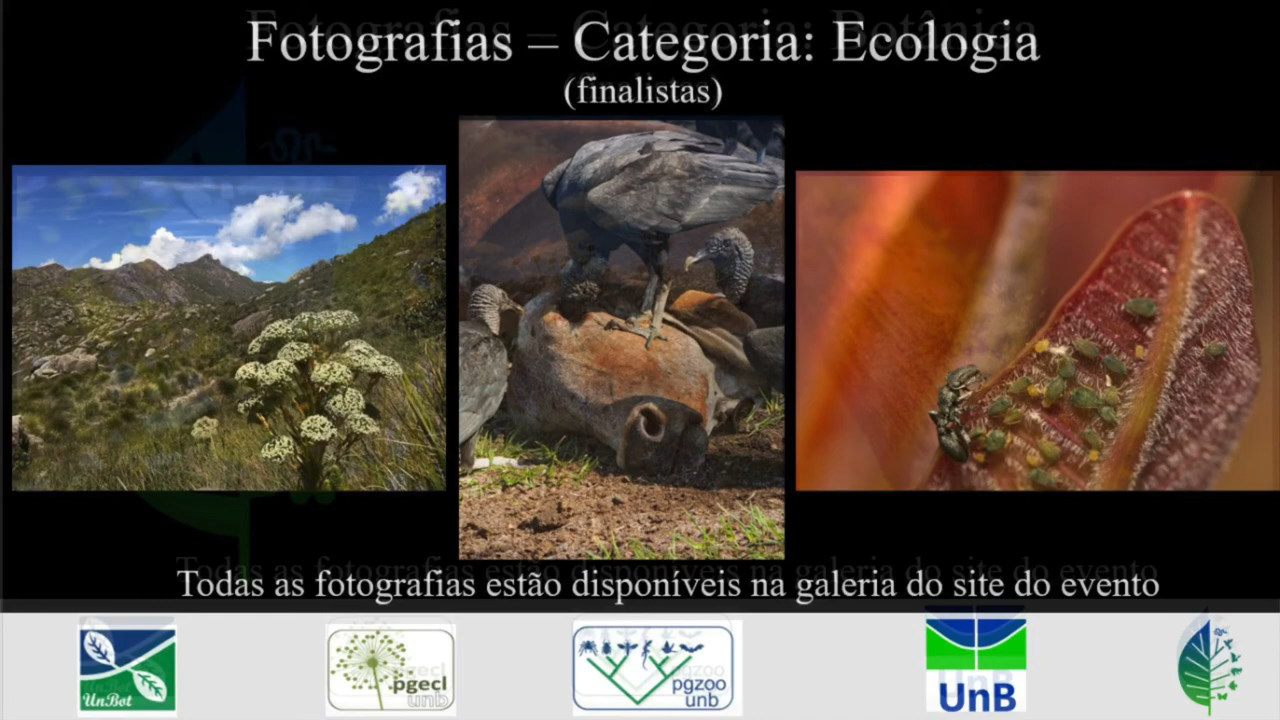 Fotografias – Categoria: Ecologia
(finalistas)
Todas as fotografias estão disponíveis na galeria do site do evento
UnBot
pgecl
unb
pgzoo
unb
UnB